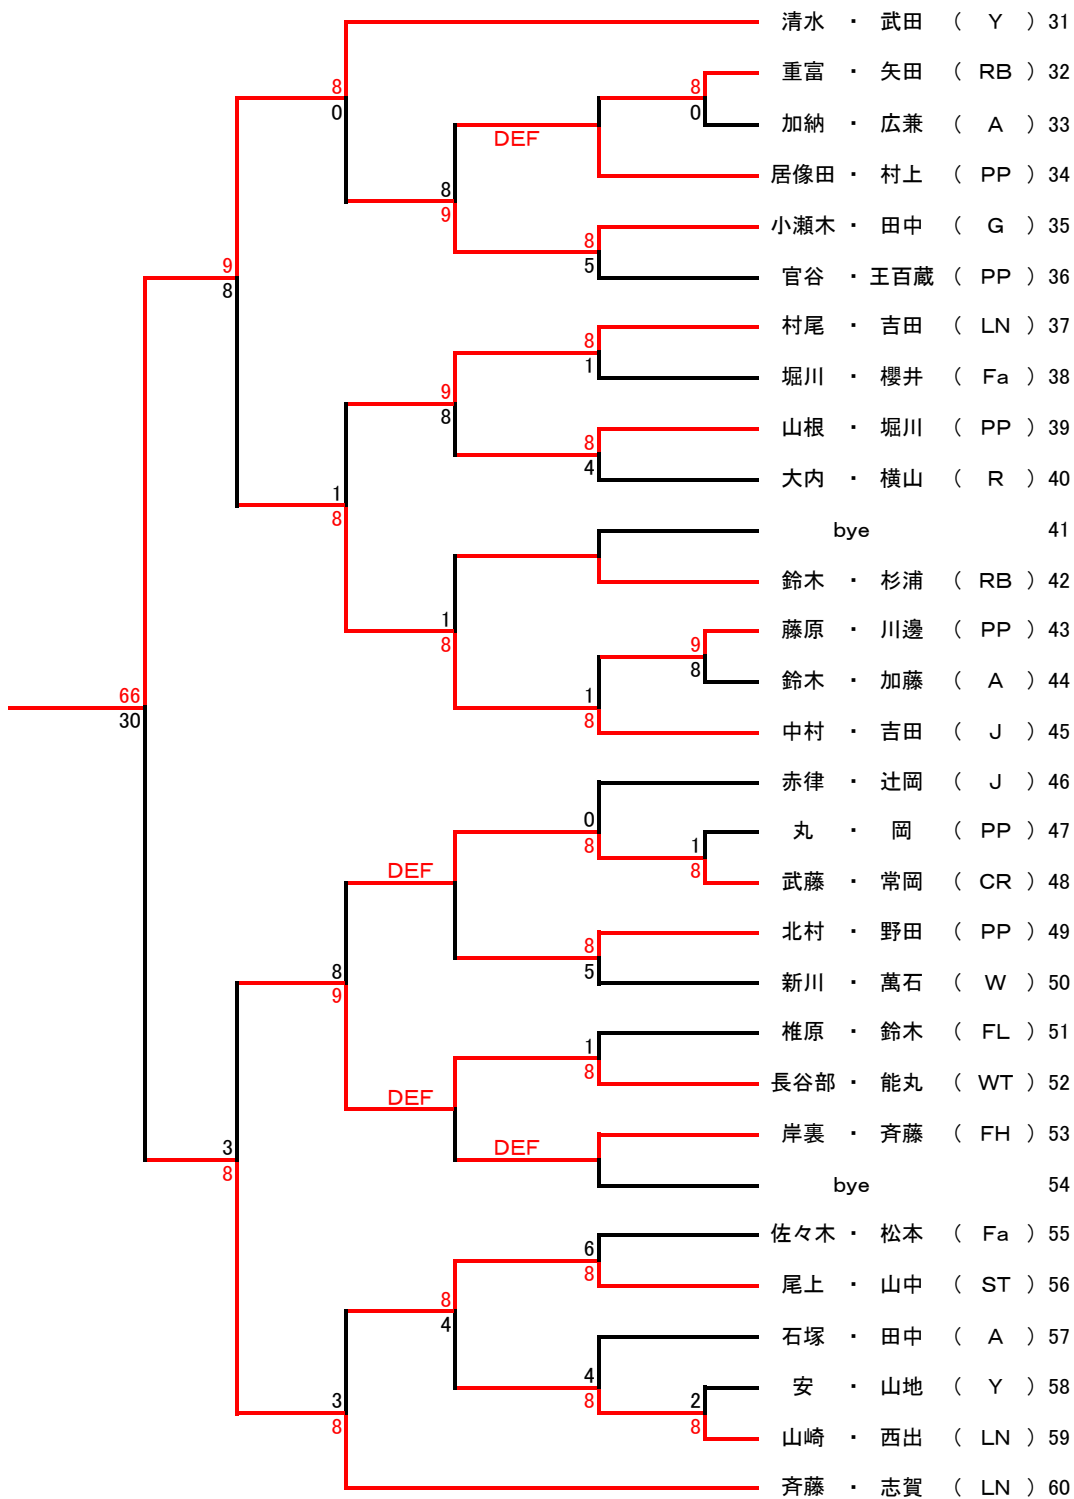 清水 ・ 武田 （ Y ） 31
重富 ・ 矢田 （ RB ） 32
8
0
加納 ・ 広兼 （ A ） 33
8
0
DEF
居像田 ・ 村上 （ PP ） 34
8
9
小瀬木 ・ 田中 （ G ） 35
8
5
官谷 ・ 王百蔵 （ PP ） 36
9
8
村尾 ・ 吉田 （ LN ） 37
8
1
堀川 ・ 櫻井 （ Fa ） 38
9
8
山根 ・ 堀川 （ PP ） 39
8
4
大内 ・ 横山 （ R ） 40
1
8
bye 41
鈴木 ・ 杉浦 （ RB ） 42
1
8
藤原 ・ 川邊 （ PP ） 43
9
8
鈴木 ・ 加藤 （ A ） 44
1
8
66
30
中村 ・ 吉田 （ J ） 45
赤律 ・ 辻岡 （ J ） 46
0
8
丸 ・ 岡 （ PP ） 47
1
8
DEF
武藤 ・ 常岡 （ CR ） 48
北村 ・ 野田 （ PP ） 49
8
5
8
9
新川 ・ 萬石 （ W ） 50
椎原 ・ 鈴木 （ FL ） 51
1
8
長谷部 ・ 能丸 （ WT ） 52
DEF
岸裏 ・ 斉藤 （ FH ） 53
DEF
3
8
bye 54
佐々木 ・ 松本 （ Fa ） 55
6
8
尾上 ・ 山中 （ ST ） 56
8
4
石塚 ・ 田中 （ A ） 57
4
8
安 ・ 山地 （ Y ） 58
2
8
3
8
山崎 ・ 西出 （ LN ） 59
斉藤 ・ 志賀 （ LN ） 60